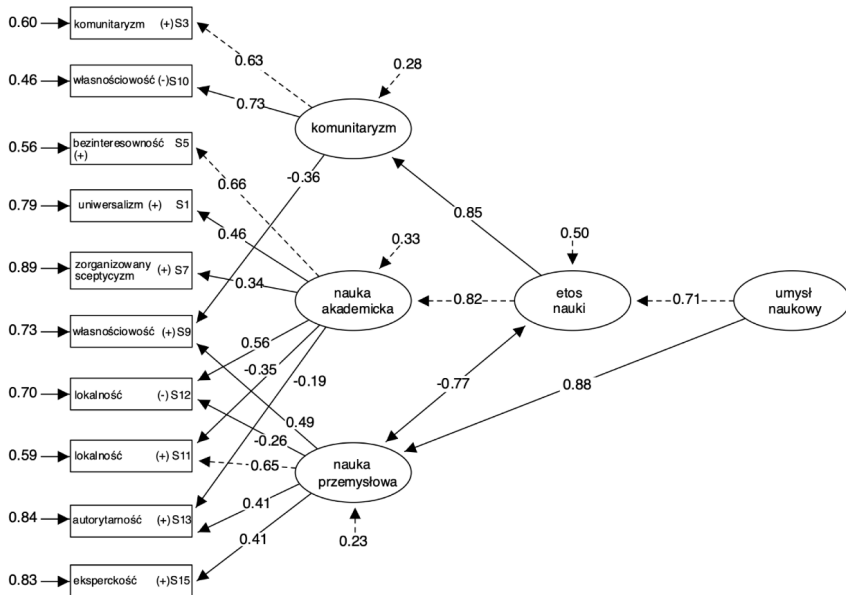 0.60 komunitaryzm (+) S3
0.63
0.28
0.46 własnościowość (-) S10
0.73
komunitaryzm
0.56 bezinteresowność S5
(+)
-0.36
0.66
0.79 uniwersalizm (+) S1
0.85
0.46
0.33
0.50
0.89 zorganizowany
sceptycyzm (+) S7
0.34
nauka
akademicka
0.82
etos
nauki
0.71
umysł
naukowy
0.73 własnościowość (+) S9
0.56
-0.35
-0.19
-0.77
0.88
0.70 lokalność (-) S12
0.49
-0.26
0.59 lokalność (+) S11
0.65
nauka
przemysłowa
0.41
0.84 autorytarność (+) S13
0.41
0.23
0.83 eksperckość (+) S15